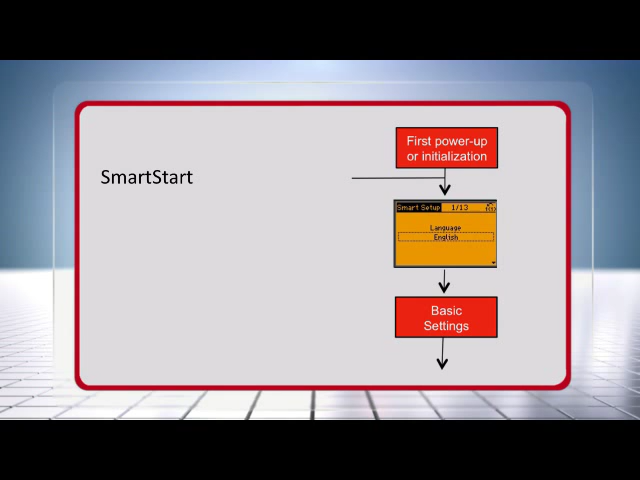 First power-up
or initialization
SmartStart
Smart Setup 1/13
Language
English
Basic
Settings